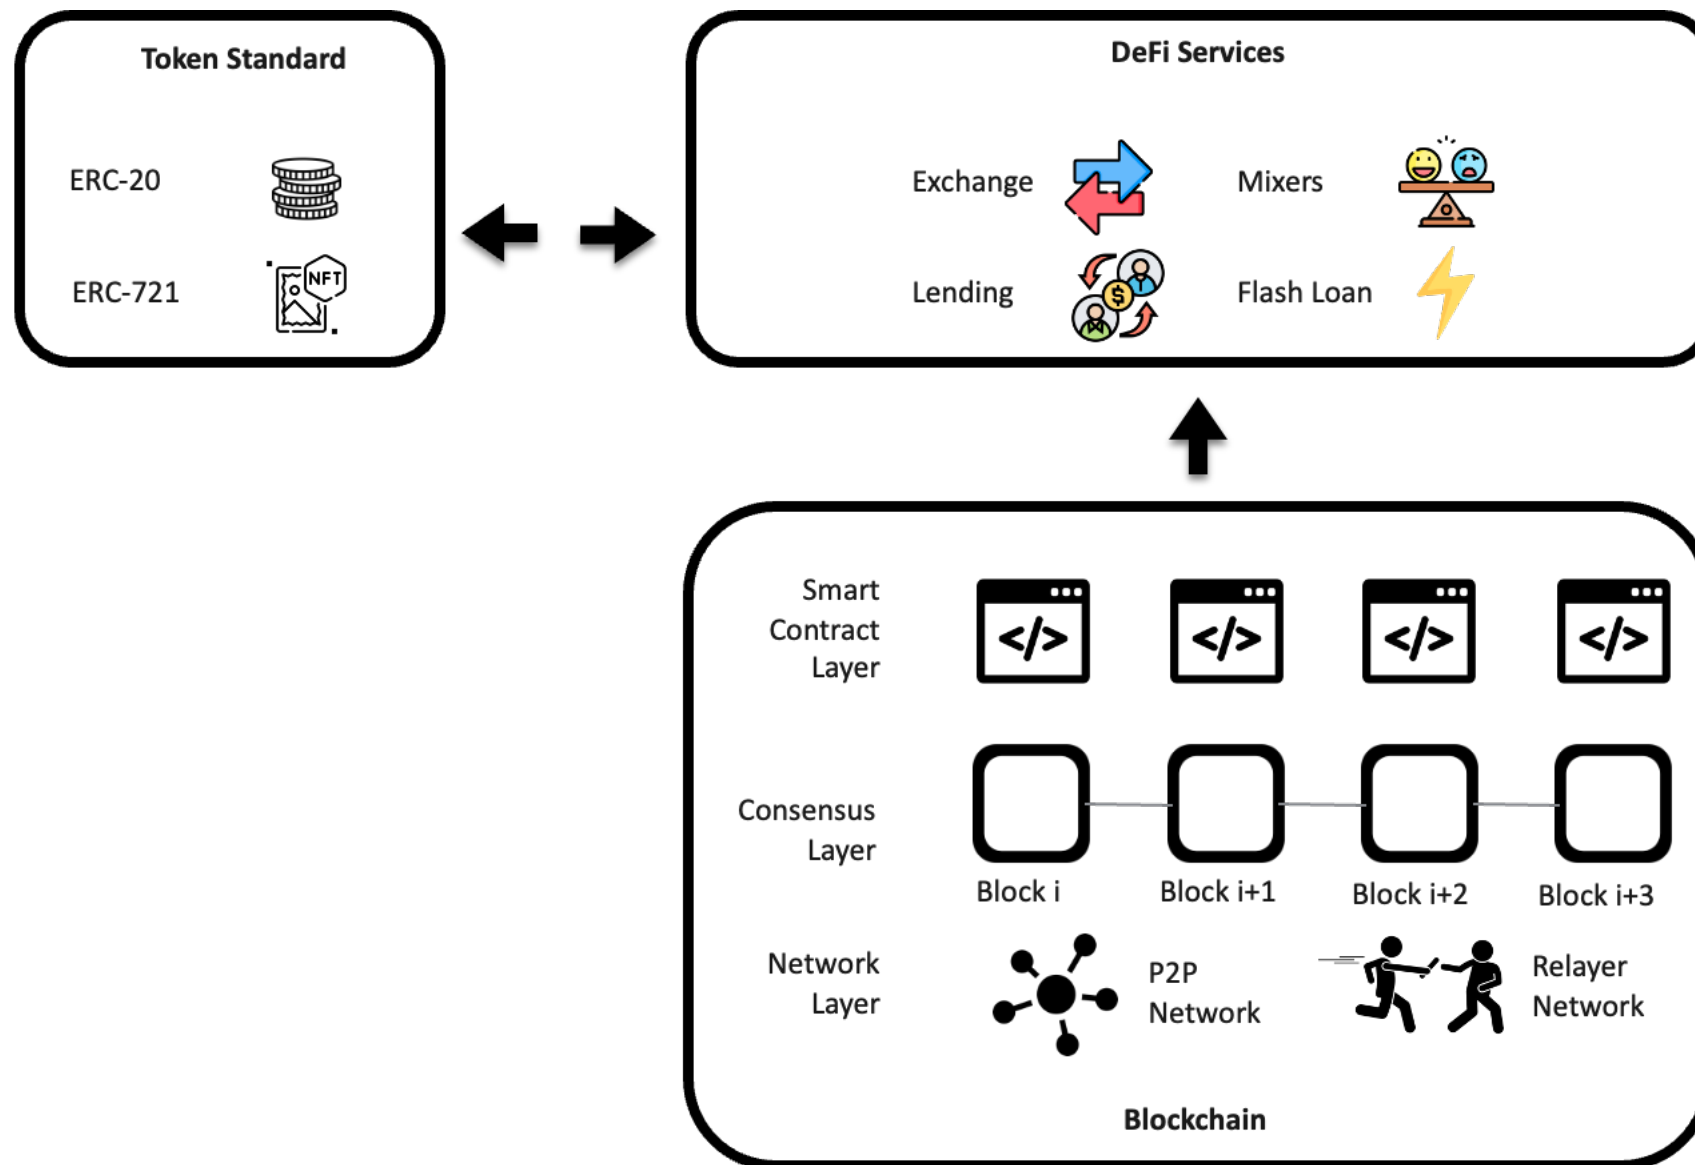 Token Standard
ERC-20
ERC-721
NFT
DeFi Services
Exchange
Mixers
Lending
$
Flash Loan
Smart
Contract
Layer
</>
</>
</>
</>
Consensus
Layer
Block i
Block i+1
Block i+2
Block i+3
Network
Layer
P2P
Network
Relayer
Network
Blockchain